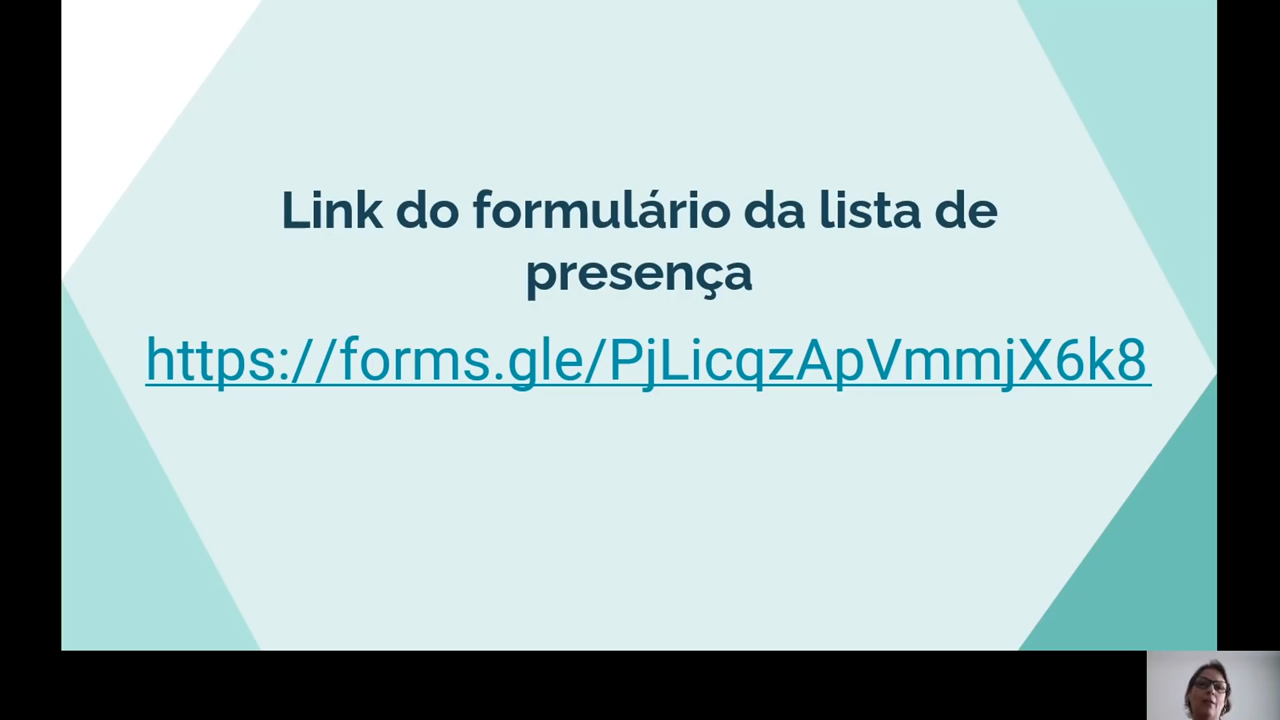 Link do formulário da lista de
presença
https://forms.gle/PjLicqzApVmmjX6k8